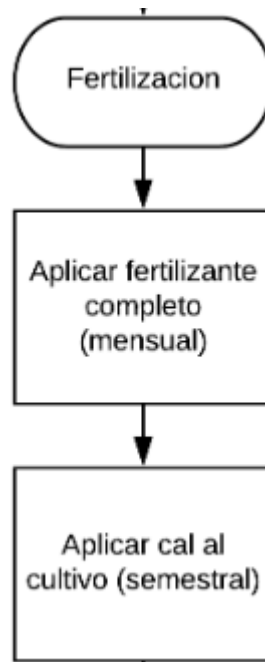 Fertilizacion
Aplicar fertilizante
completo
(mensual)
Aplicar cal al
cultivo (semestral)